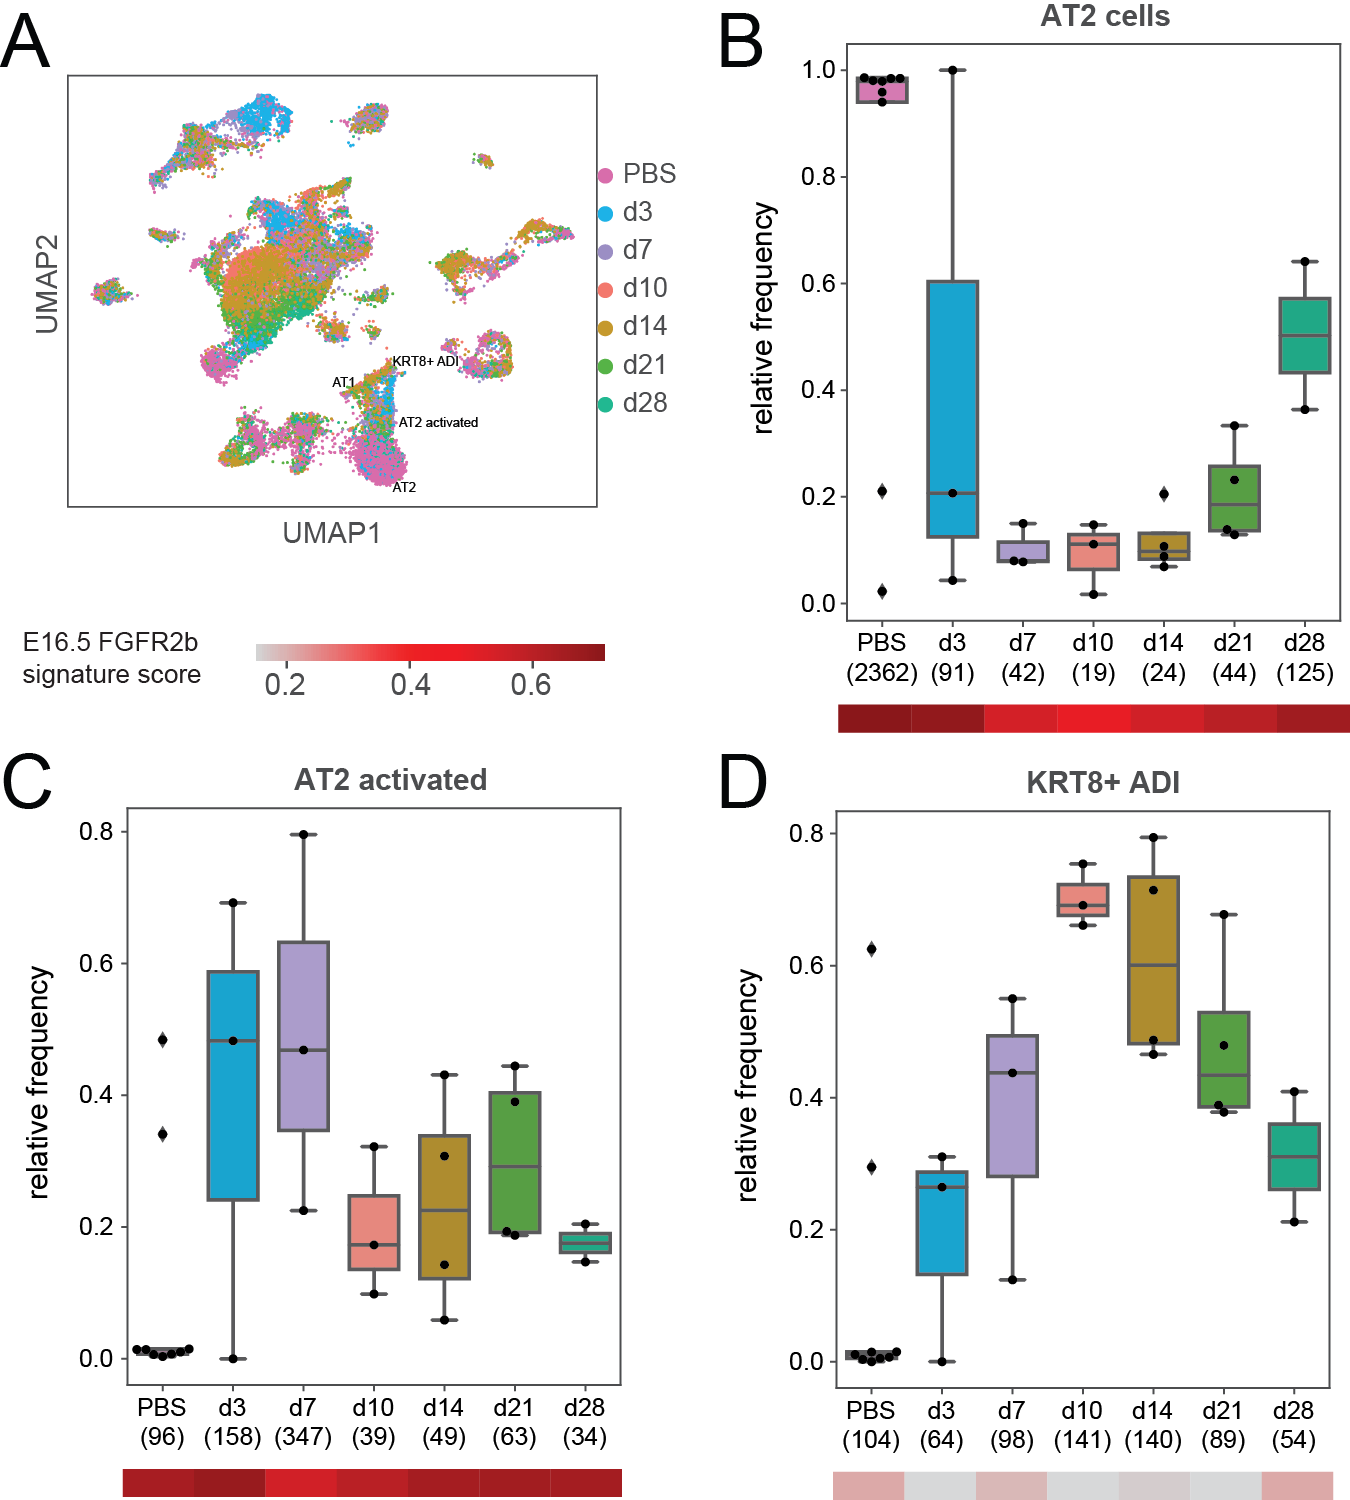 A
UMAP2
UMAP1
KRT8+ ADI
AT1
AT2 activated
AT2
PBS
d3
d7
d10
d14
d21
d28
E16.5 FGFR2b
signature score
0.2 0.4 0.6
B
AT2 cells
relative frequency
1.0
0.8
0.6
0.4
0.2
0.0
PBS d3 d7 d10 d14 d21 d28
(2362) (91) (42) (19) (24) (44) (125)
C
AT2 activated
relative frequency
0.8
0.6
0.4
0.2
0.0
PBS d3 d7 d10 d14 d21 d28
(96) (158) (347) (39) (49) (63) (34)
D
KRT8+ ADI
relative frequency
0.8
0.6
0.4
0.2
0.0
PBS d3 d7 d10 d14 d21 d28
(104) (64) (98) (141) (140) (89) (54)